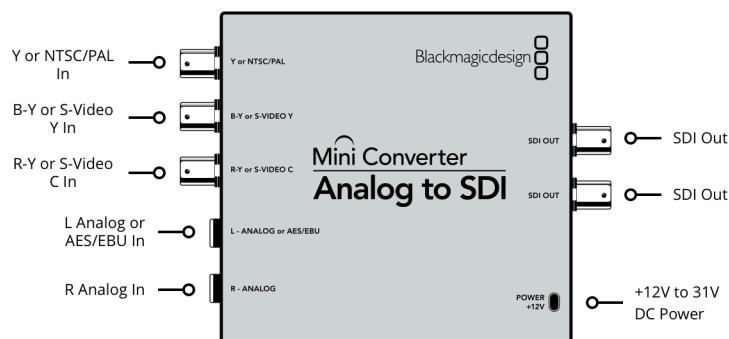 Y or NTSC/PAL
In
B-Y or S-Video
Y In
R-Y or S-Video
C In
L Analog or
AES/EBU In
R Analog In
Y or NTSC/PAL
B-Y or S-VIDEO Y
R-Y or S-VIDEO C
L - ANALOG or AES/EBU
R - ANALOG
Blackmagicdesign
Mini Converter
Analog to SDI
SDI OUT
SDI OUT
POWER
+12V
SDI Out
SDI Out
+12V to 31V
DC Power